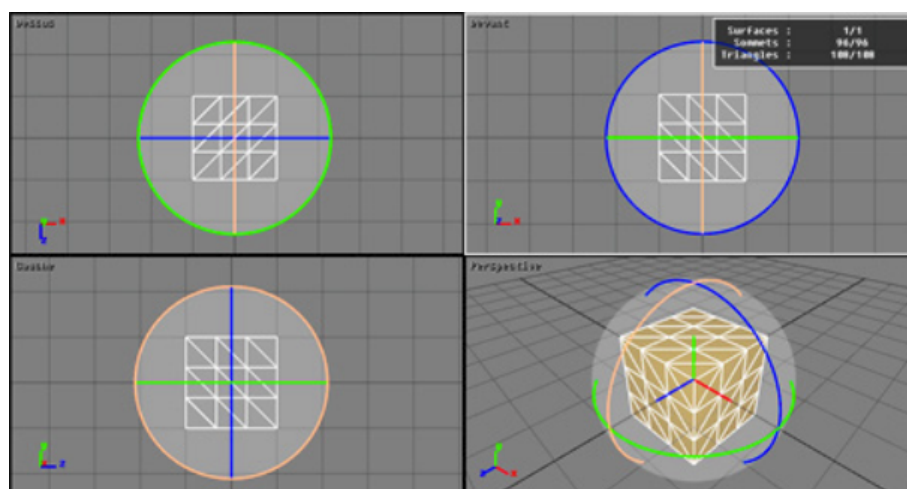 Dessus
Devant
Surfaces : 1/1
Sommets : 96/96
Triangles : 108/108
Perspective